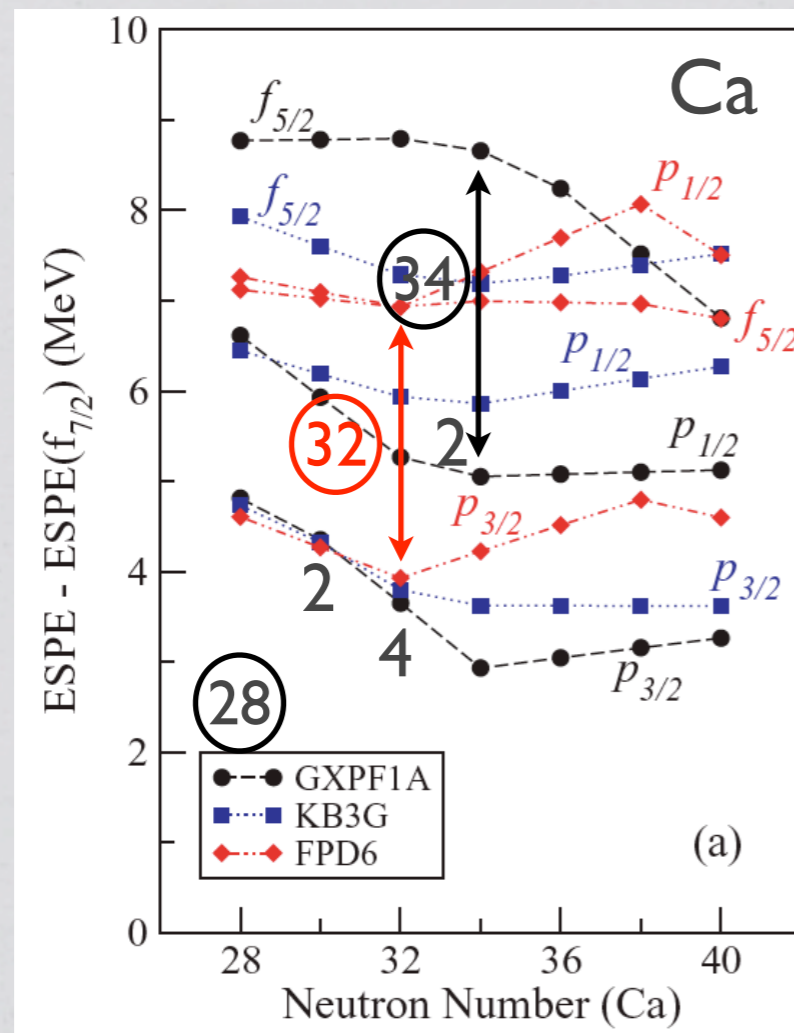 10
Ca
f5/2
p1/2
8
f5/2
34
f5/2
p1/2
6
32
2
p1/2
p3/2
4
2
p3/2
4
p3/2
28
2
GXPF1A
KB3G
FPD6
(a)
0
28
32
36
40
ESPE - ESPE(f7/2) (MeV)
Neutron Number (Ca)